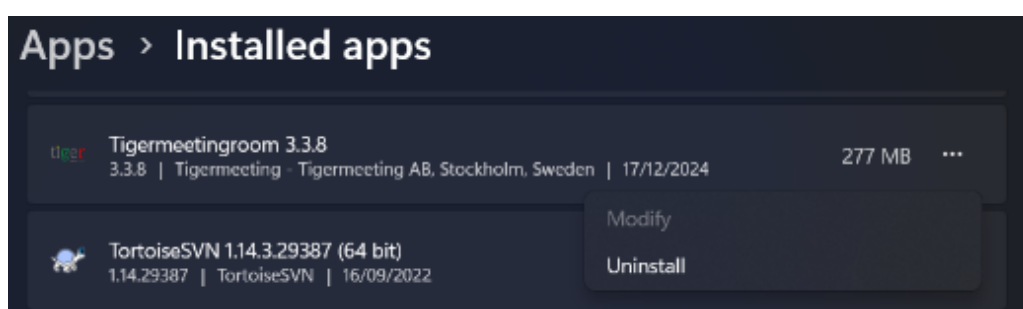 Apps > Installed apps
tiger
Tigermeetingroom 3.3.8
277 MB ...
3.3.8 | Tigermeeting - Tigermeeting AB, Stockholm, Sweden | 17/12/2024
Modify
TortoiseSVN 1.14.3.29387 (64 bit)
Uninstall
1.14.29387 | TortoiseSVN | 16/09/2022